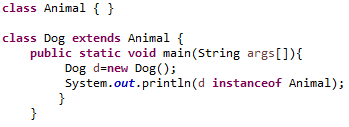 class Animal { }
class Dog extends Animal {
public static void main(String args[]){
Dog d=new Dog();
System.out.println(d instanceof Animal);
}
}